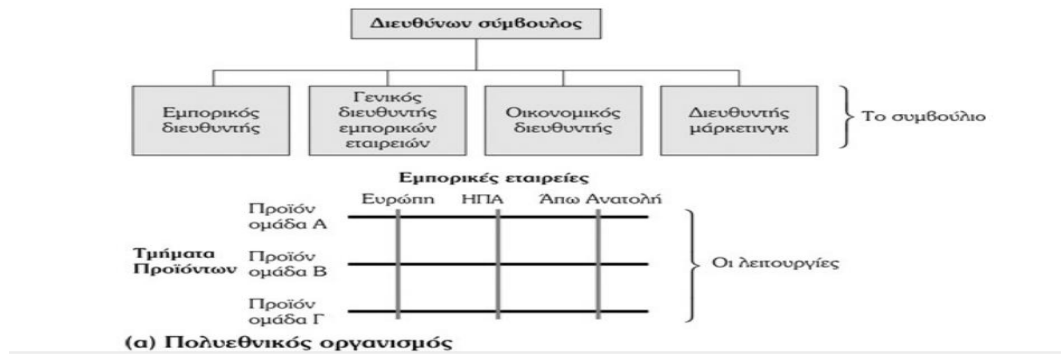 Διευθύνων σύμβουλος
Εμπορικός
διευθυντής
Γενικός
διευθυντής
εμπορικών
εταιρειών
Οικονομικός
διευθυντής
Διευθυντής
μάρκετινγκ
Το συμβούλιο
Εμπορικές εταιρείες
Ευρώπη ΗΠΑ Άπω Ανατολή
Προϊόν
ομάδα Α
Τμήματα
Προϊόντων
Προϊόν
ομάδα Β
Προϊόν
ομάδα Γ
Οι λειτουργίες
(α) Πολυεθνικός οργανισμός